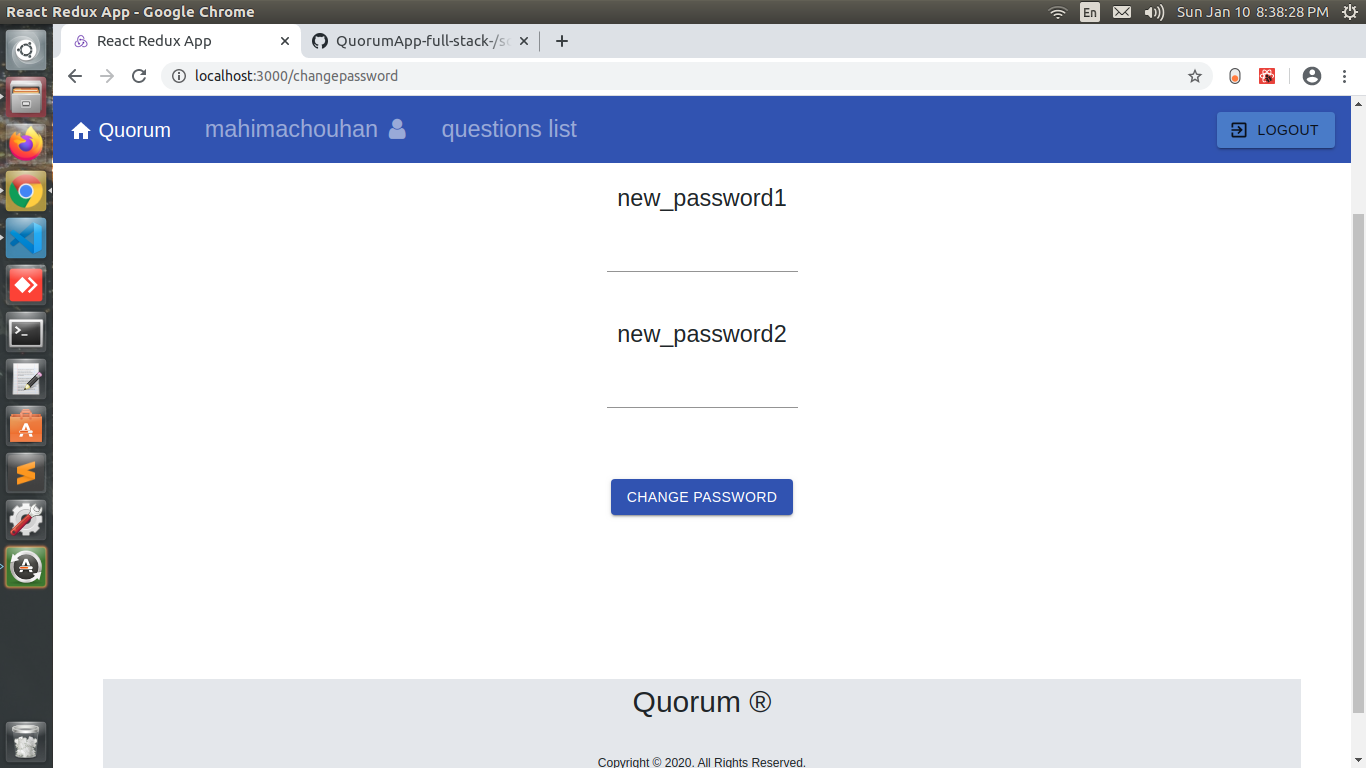 React Redux App - Google Chrome
En
Sun Jan 10 8:38:28 PM
React Redux App
QuorumApp-full-stack-/sc
localhost:3000/changepassword
Quorum
mahimachouhan
questions list
LOGOUT
new_password1
new_password2
CHANGE PASSWORD
Quorum ®
Copyright © 2020. All Rights Reserved.